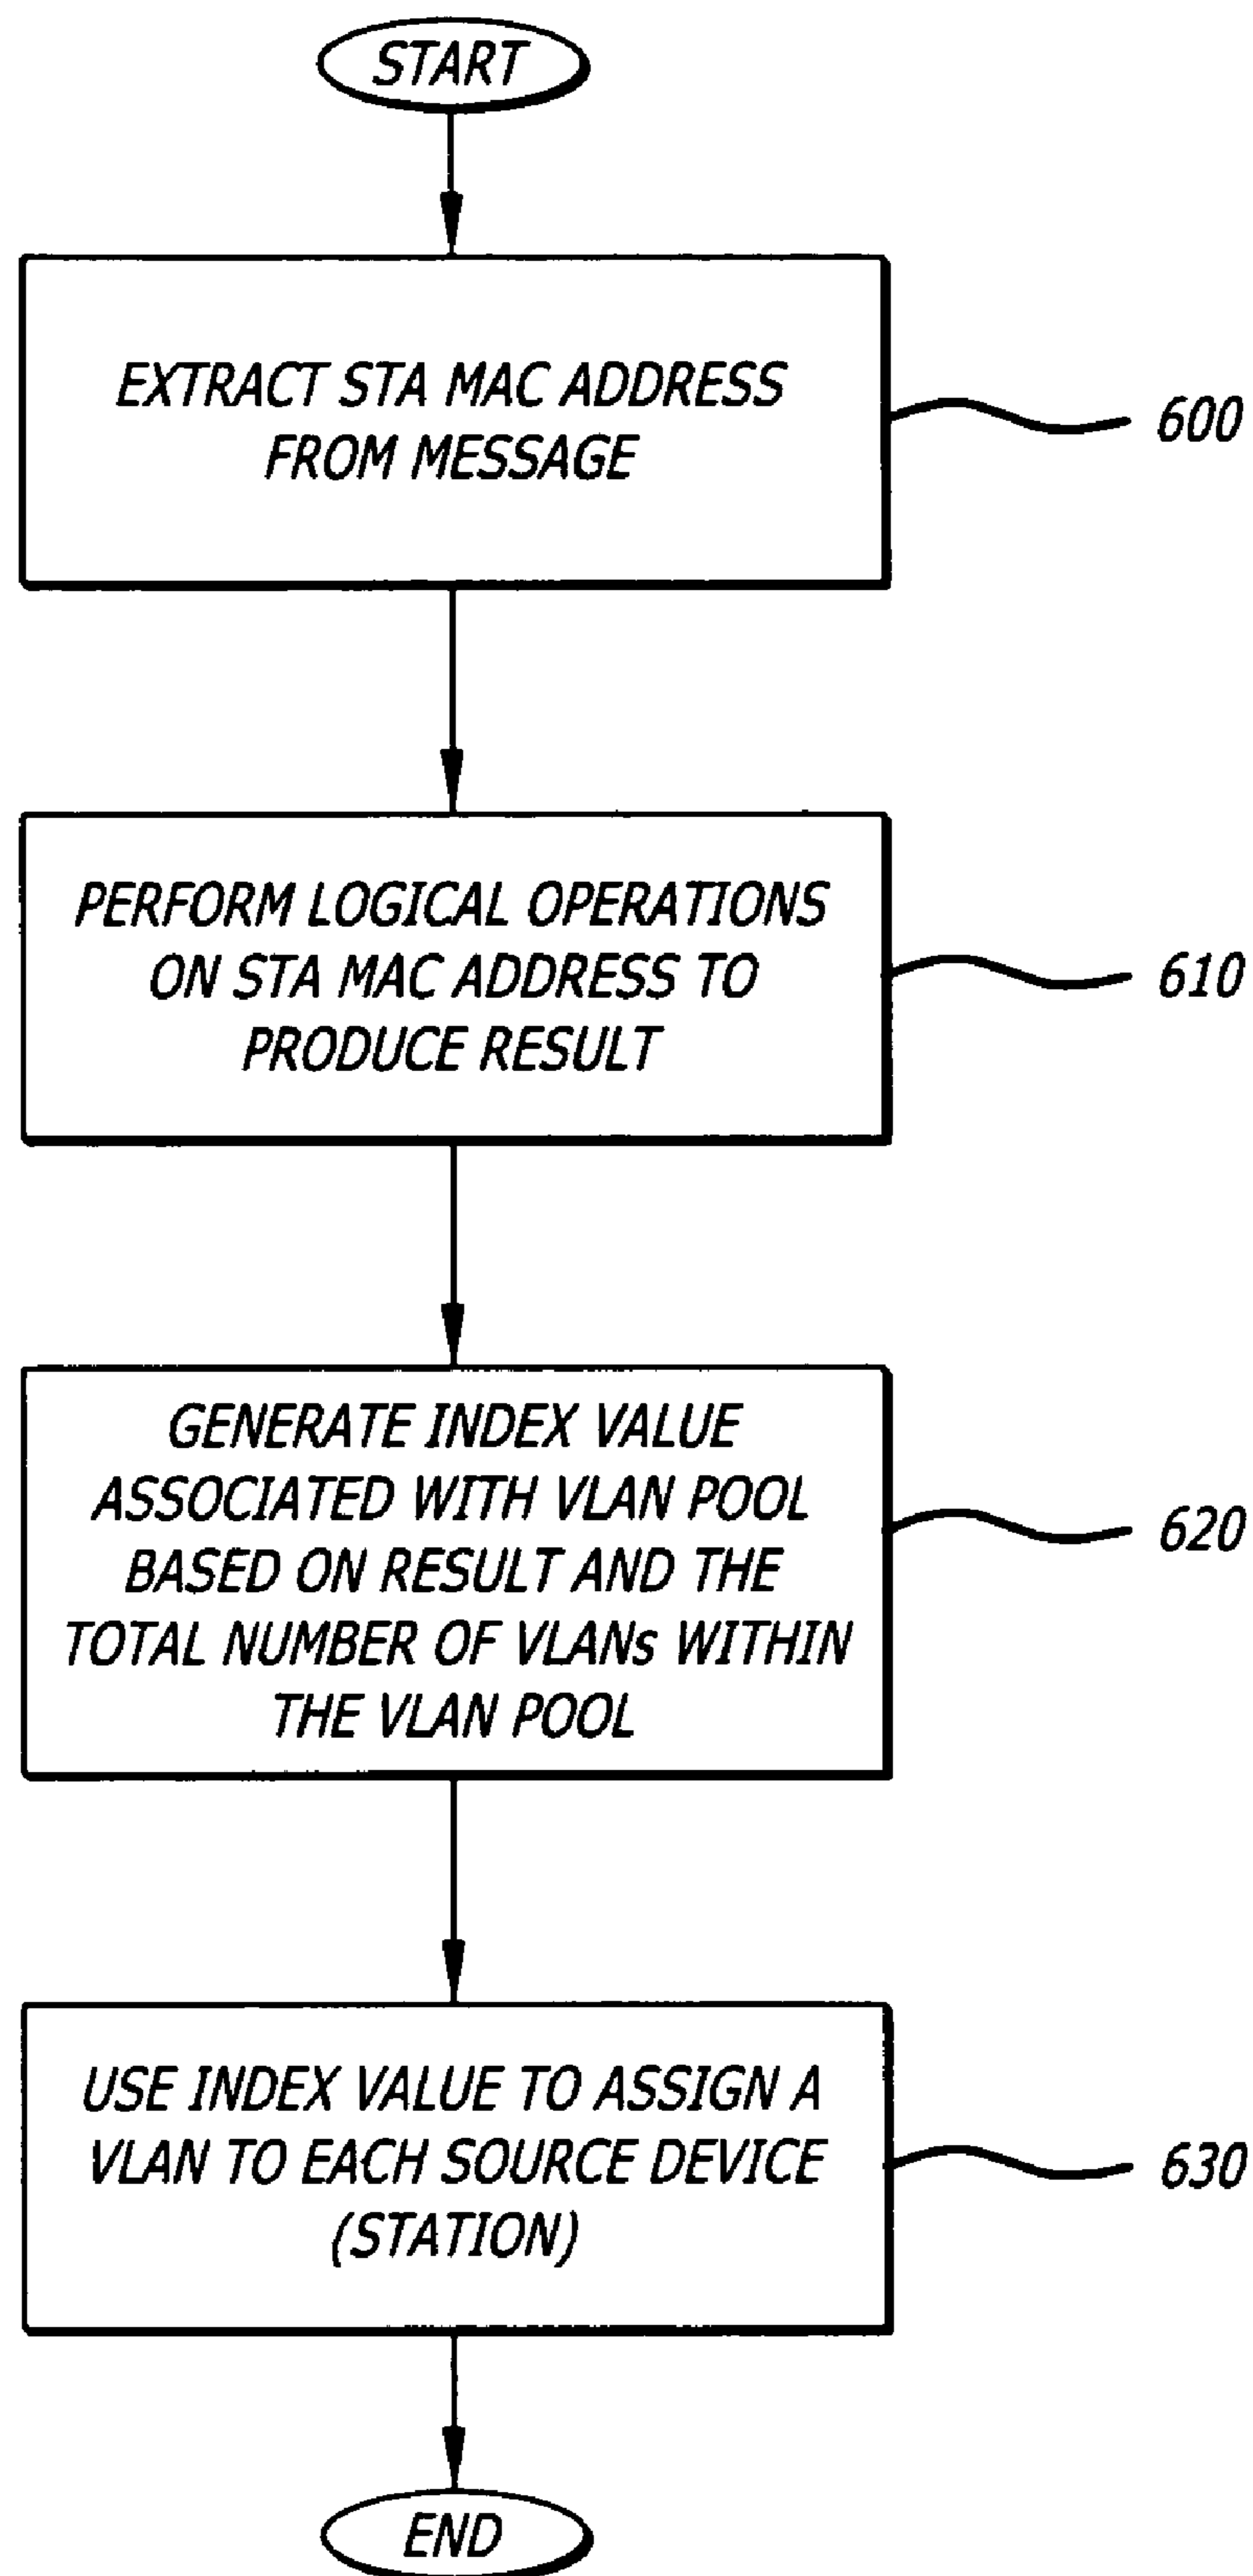 START
EXTRACT STA MAC ADDRESS
FROM MESSAGE
600
PERFORM LOGICAL OPERATIONS
ON STA MAC ADDRESS TO
PRODUCE RESULT
610
GENERATE INDEX VALUE
ASSOCIATED WITH VLAN POOL
BASED ON RESULT AND THE
TOTAL NUMBER OF VLANs WITHIN
THE VLAN POOL
620
USE INDEX VALUE TO ASSIGN A
VLAN TO EACH SOURCE DEVICE
(STATION)
630
END